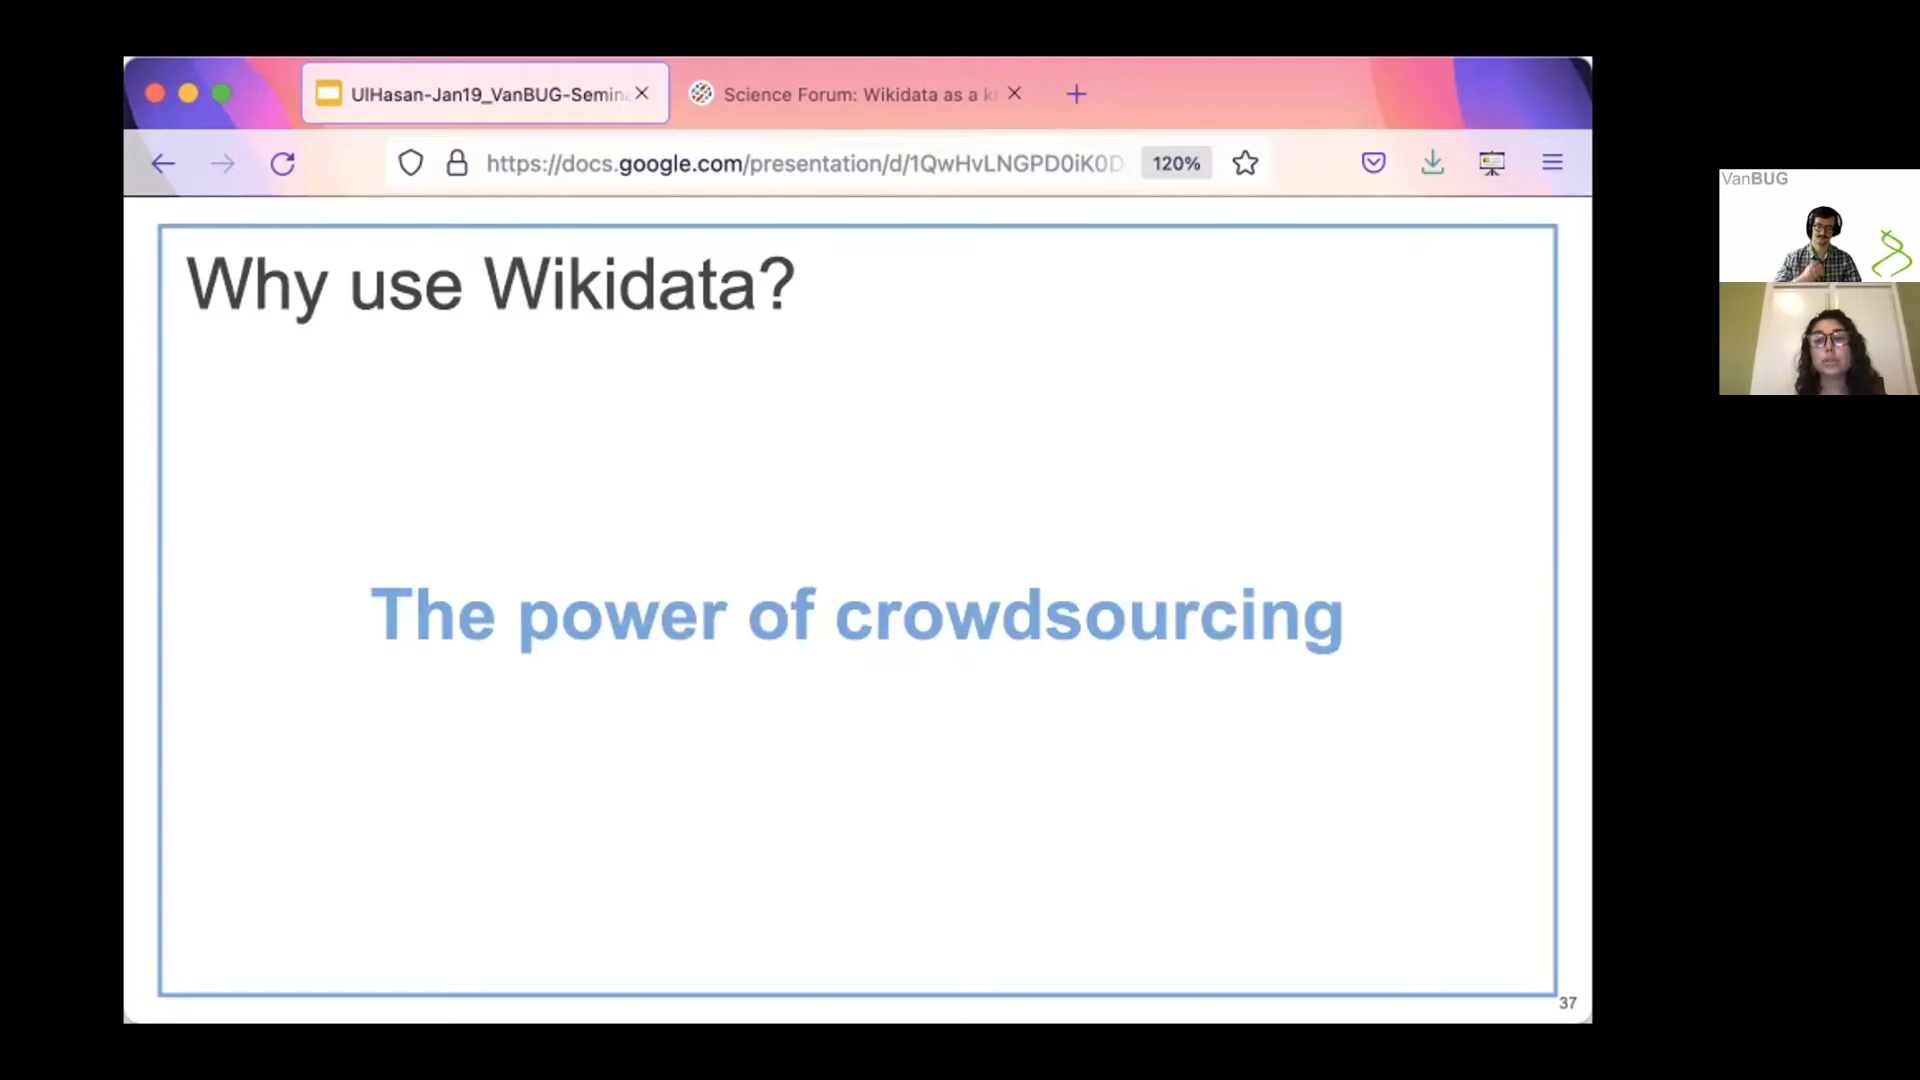 UlHasan-Jan19_VanBUG-Semina
Science Forum: Wikidata as a k
https://docs.google.com/presentation/d/1QwHvLNGPD0iK0D
120%
VanBUG
Why use Wikidata?
The power of crowdsourcing
37